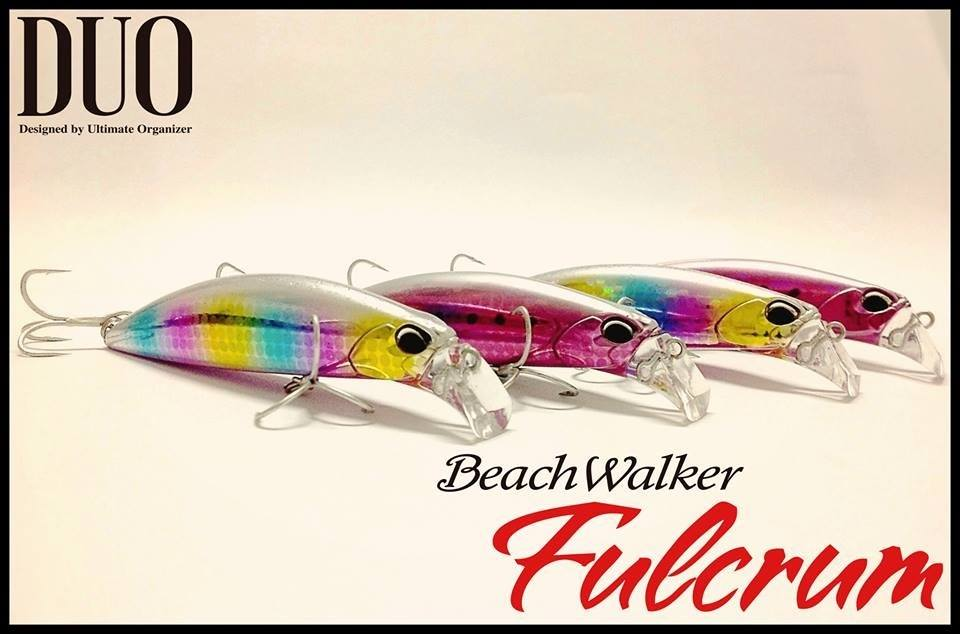 DUO
Designed by Ultimate Organizer
BeachWalker
Fulcrum